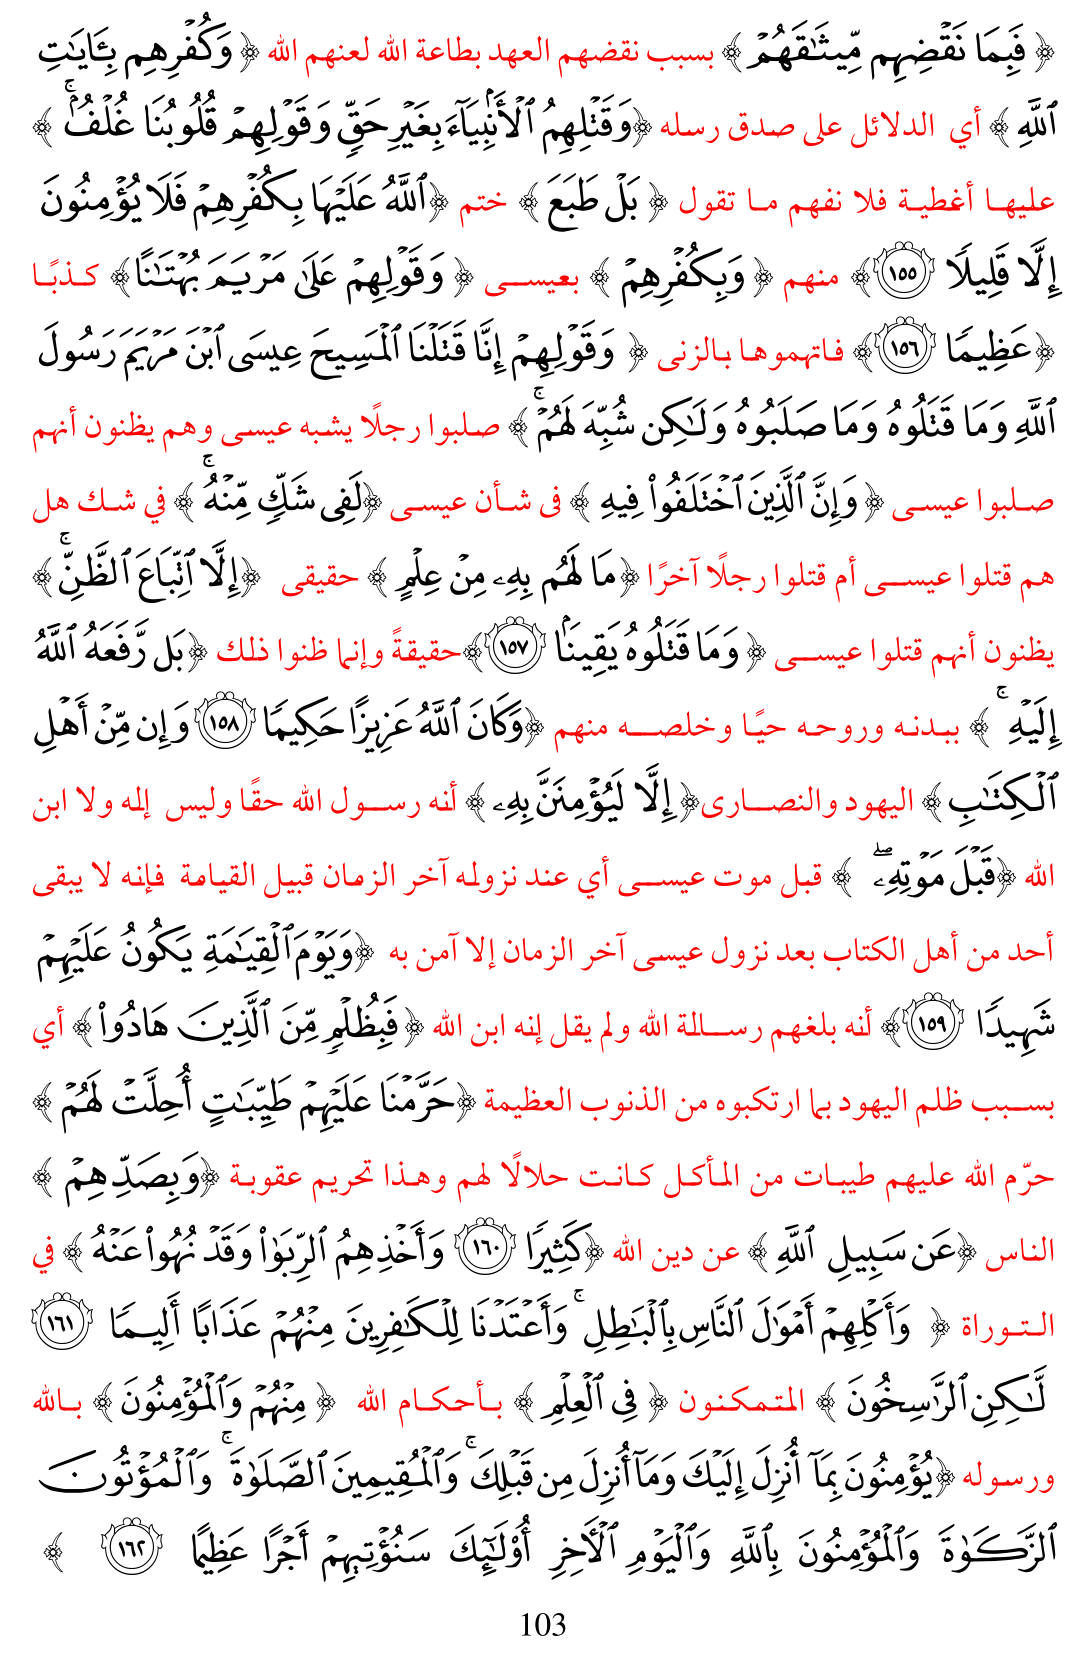 ﴿ فَبِمَا نَقْضِهِم مِّيثَٰقَهُمْ ﴾ بسبب نقضهم العهد بطاعة الله لعنهم الله ﴿ وَكُفْرِهِم بِـَٔايَٰتِ
ٱللَّهِ ﴾ أي الدلائل على صدق رسله ﴿وَقَتْلِهِمُ ٱلْأَنۢبِيَآءَ بِغَيْرِ حَقٍّ وَقَوْلِهِمْ قُلُوبُنَا غُلْفُۢ ۚ ﴾
عليها أغطية فلا نفهم ما تقول ﴿ بَلْ طَبَعَ ﴾ ختم ﴿ٱللَّهُ عَلَيْهَا بِكُفْرِهِمْ فَلَا يُؤْمِنُونَ
إِلَّا قَلِيلًا ١٥٥﴾ منهم ﴿ وَبِكُفْرِهِمْ ﴾ بعيسى ﴿ وَقَوْلِهِمْ عَلَىٰ مَرْيَمَ بُهْتَٰنًا﴾ كذبًا
﴿عَظِيمًا ١٥٦﴾ فاتهموها بالزنى ﴿ وَقَوْلِهِمْ إِنَّا قَتَلْنَا ٱلْمَسِيحَ عِيسَى ٱبْنَ مَرْيَمَ رَسُولَ
ٱللَّهِ وَمَا قَتَلُوهُ وَمَا صَلَبُوهُ وَلَٰكِن شُبِّهَ لَهُمْ ۚ ﴾ صلبوا رجلًا يشبه عيسى وهم يظنون أنهم
صلبوا عيسى ﴿ وَإِنَّ ٱلَّذِينَ ٱخْتَلَفُوا۟ فِيهِ ﴾ فى شأن عيسى ﴿لَفِى شَكٍّ مِّنْهُ ۚ ﴾ في شك هل
هم قتلوا عيسى أم قتلوا رجلًا آخرًا ﴿مَا لَهُم بِهِۦ مِنْ عِلْمٍ ﴾ حقيقى ﴿إِلَّا ٱتِّبَاعَ ٱلظَّنِّ ۚ ﴾
يظنون أنهم قتلوا عيسى ﴿ وَمَا قَتَلُوهُ يَقِينَۢا ١٥٧﴾حقيقةً وإنما ظنوا ذلك ﴿بَل رَّفَعَهُ ٱللَّهُ
إِلَيْهِ ۚ ﴾ ببدنه وروحه حيًا وخلصه منهم ﴿وَكَانَ ٱللَّهُ عَزِيزًا حَكِيمًا ١٥٨ وَإِن مِّنْ أَهْلِ
ٱلْكِتَٰبِ ﴾ اليهود والنصارى﴿ إِلَّا لَيُؤْمِنَنَّ بِهِۦ ﴾ أنه رسول الله حقًا وليس إله ولا ابن
الله ﴿قَبْلَ مَوْتِهِۦ ۖ ﴾ قبل موت عيسى أي عند نزوله آخر الزمان قبيل القيامة فإنه لا يبقى
أحد من أهل الكتاب بعد نزول عيسى آخر الزمان إلا آمن به ﴿وَيَوْمَ ٱلْقِيَٰمَةِ يَكُونُ عَلَيْهِمْ
شَهِيدًا ١٥٩﴾ أنه بلغهم رسالة الله ولم يقل إنه ابن الله ﴿ فَبِظُلْمٍ مِّنَ ٱلَّذِينَ هَادُوا۟ ﴾ أي
بسبب ظلم اليهود بما ارتكبوه من الذنوب العظيمة ﴿حَرَّمْنَا عَلَيْهِمْ طَيِّبَٰتٍ أُحِلَّتْ لَهُمْ ﴾
حرّم الله عليهم طيبات من المأكل كانت حلالًا لهم وهذا تحريم عقوبة ﴿وَبِصَدِّهِمْ ﴾
الناس ﴿عَن سَبِيلِ ٱللَّهِ ﴾ عن دين الله ﴿كَثِيرًا ١٦٠ وَأَخْذِهِمُ ٱلرِّبَوٰا۟ وَقَدْ نُهُوا۟ عَنْهُ ﴾ في
التوراة ﴿ وَأَكْلِهِمْ أَمْوَٰلَ ٱلنَّاسِ بِٱلْبَٰطِلِ ۚ وَأَعْتَدْنَا لِلْكَٰفِرِينَ مِنْهُمْ عَذَابًا أَلِيمًا ١٦١
لَّٰكِنِ ٱلرَّٰسِخُونَ ﴾ المتمكنون ﴿ فِى ٱلْعِلْمِ ﴾ بأحكام الله ﴿ مِنْهُمْ وَٱلْمُؤْمِنُونَ ﴾ بالله
ورسوله ﴿يُؤْمِنُونَ بِمَآ أُنزِلَ إِلَيْكَ وَمَآ أُنزِلَ مِن قَبْلِكَ ۚ وَٱلْمُقِيمِينَ ٱلصَّلَوٰةَ ۚ وَٱلْمُؤْتُونَ
ٱلزَّكَوٰةَ وَٱلْمُؤْمِنُونَ بِٱللَّهِ وَٱلْيَوْمِ ٱلْـَٔاخِرِ أُو۟لَٰٓئِكَ سَنُؤْتِيهِمْ أَجْرًا عَظِيمًا ١٦٢ ﴾
103